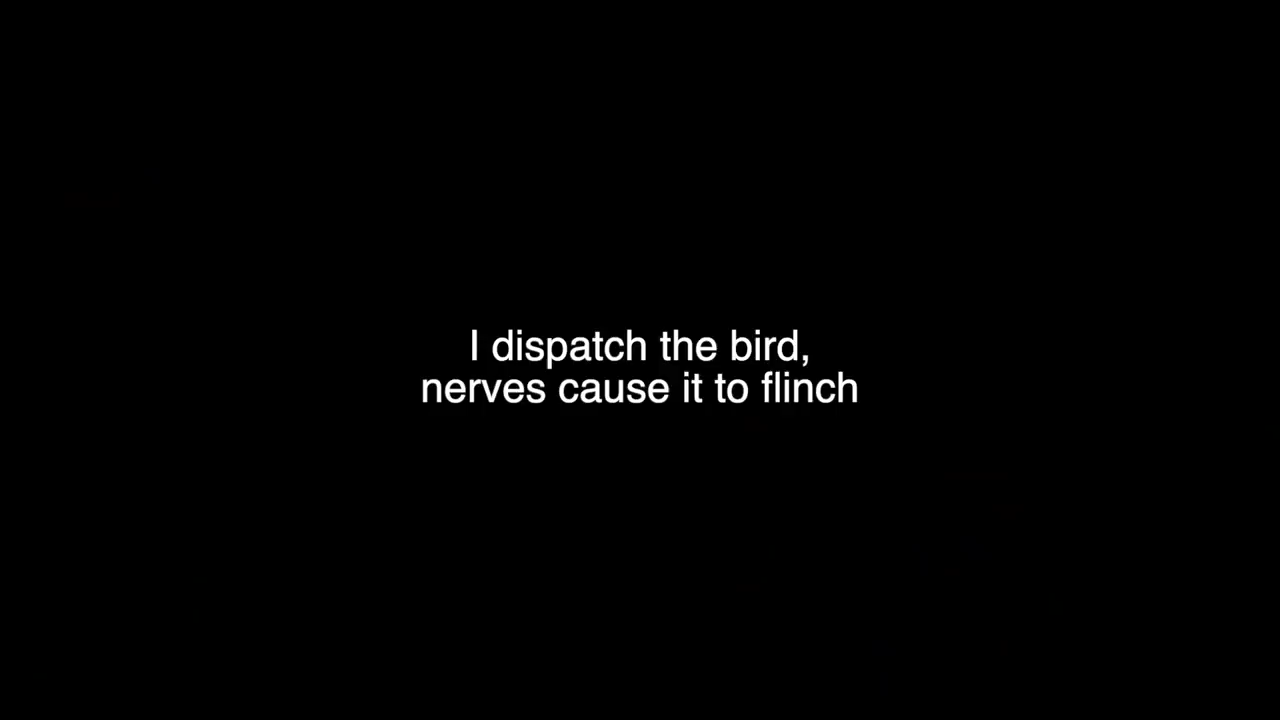 I dispatch the bird,
nerves cause it to flinch